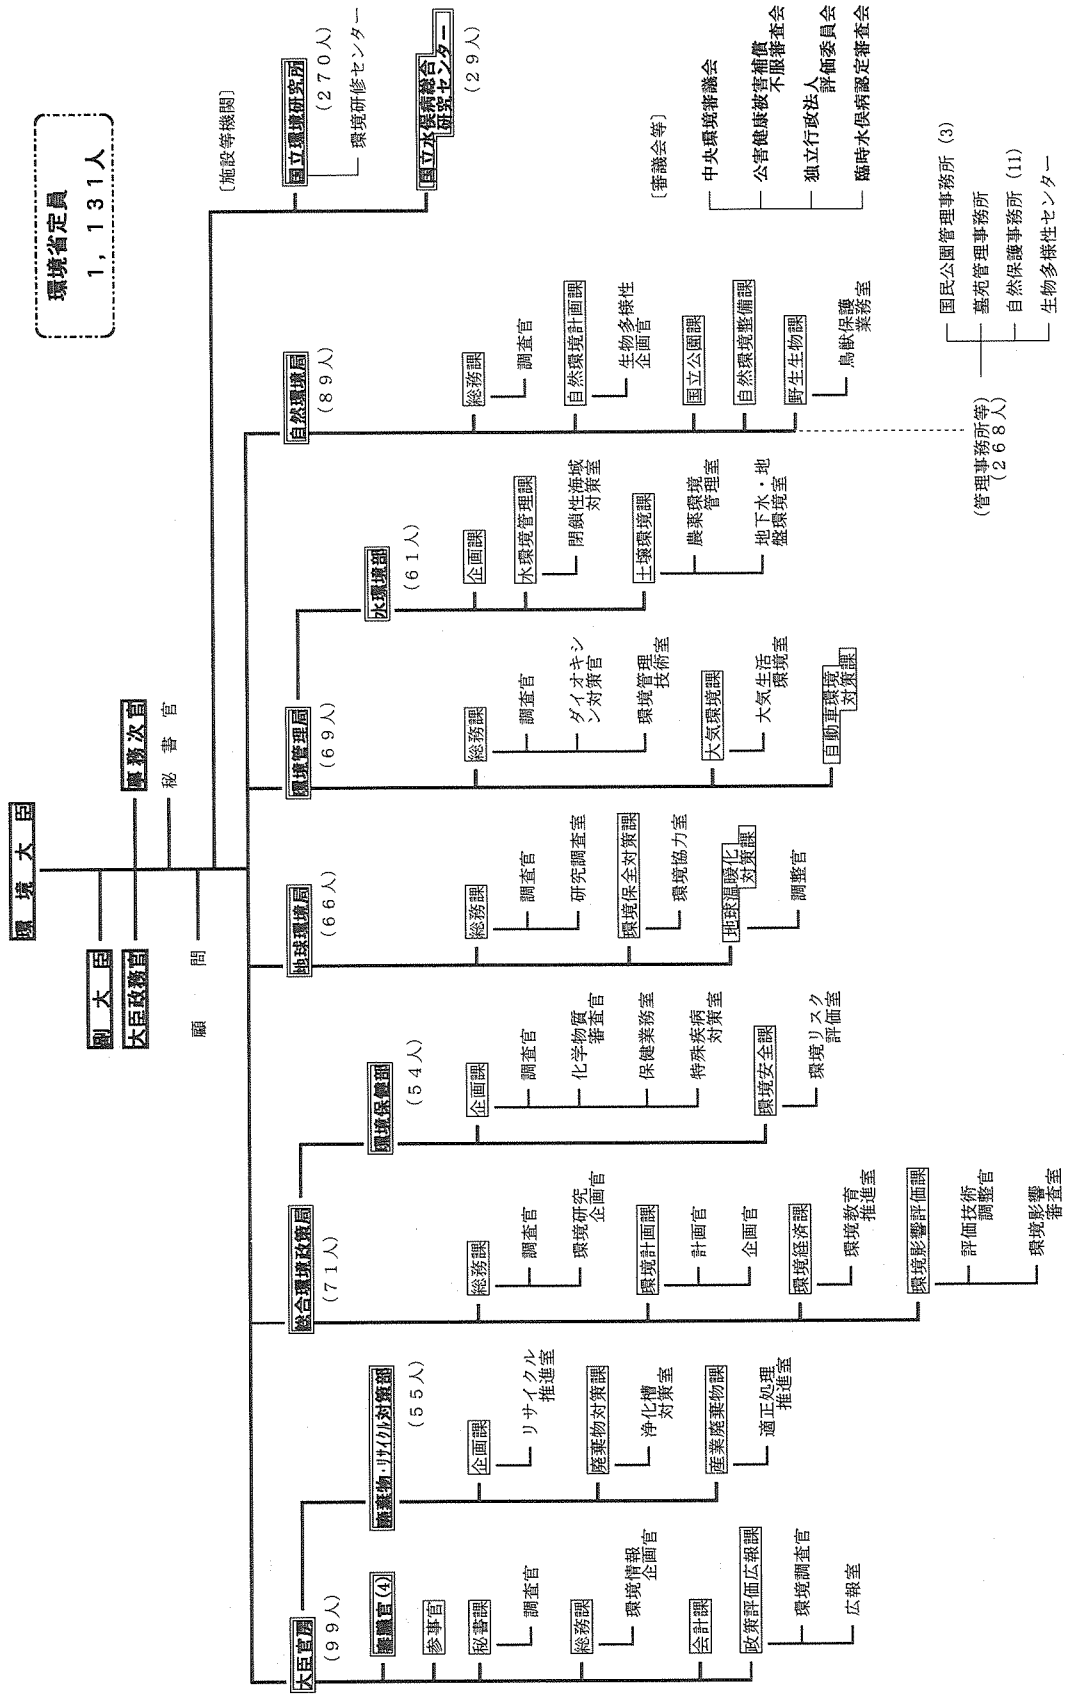 環境省定員
１，１３１人
環境大臣
副大臣
大臣政務官
事務次官
秘書官
顧問
大臣官房
(９９人)
審議官(4)
参事官
秘書課
調査官
総務課
環境情報
企画官
会計課
政策評価広報課
環境調査官
広報室
廃棄物・リサイクル対策部
(５５人)
企画課
リサイクル
推進室
廃棄物対策課
浄化槽
対策室
産業廃棄物課
適正処理
推進室
総合環境政策局
(７１人)
総務課
調査官
環境研究
企画官
環境計画課
計画官
企画官
環境経済課
環境教育
推進室
環境影響評価課
評価技術
調整官
環境影響
審査室
環境保健部
(５４人)
企画課
調査官
化学物質
審査官
保健業務室
特殊疾病
対策室
環境安全課
環境リスク
評価室
地球環境局
(６６人)
総務課
調査官
研究調査室
環境保全対策課
環境協力室
地球温暖化
対策課
調整官
環境管理局
(６９人)
総務課
調査官
ダイオキシ
ン対策官
環境管理
技術室
大気環境課
大気生活
環境室
自動車環境
対策課
水環境部
(６１人)
企画課
水環境管理課
閉鎖性海域
対策室
土壌環境課
農薬環境
管理室
地下水・地
盤環境室
自然環境局
(８９人)
総務課
調査官
自然環境計画課
生物多様性
企画官
国立公園課
自然環境整備課
野生生物課
鳥獣保護
業務室
(管理事務所等)
(２６８人)
国民公園管理事務所 (3)
墓苑管理事務所
自然保護事務所 (11)
生物多様性センター
〔施設等機関〕
国立環境研究所
(２７０人)
環境研修センター
国立水俣病総合
研究センター
(２９人)
〔審議会等〕
中央環境審議会
公害健康被害補償
不服審査会
独立行政法人
評価委員会
臨時水俣病認定審査会